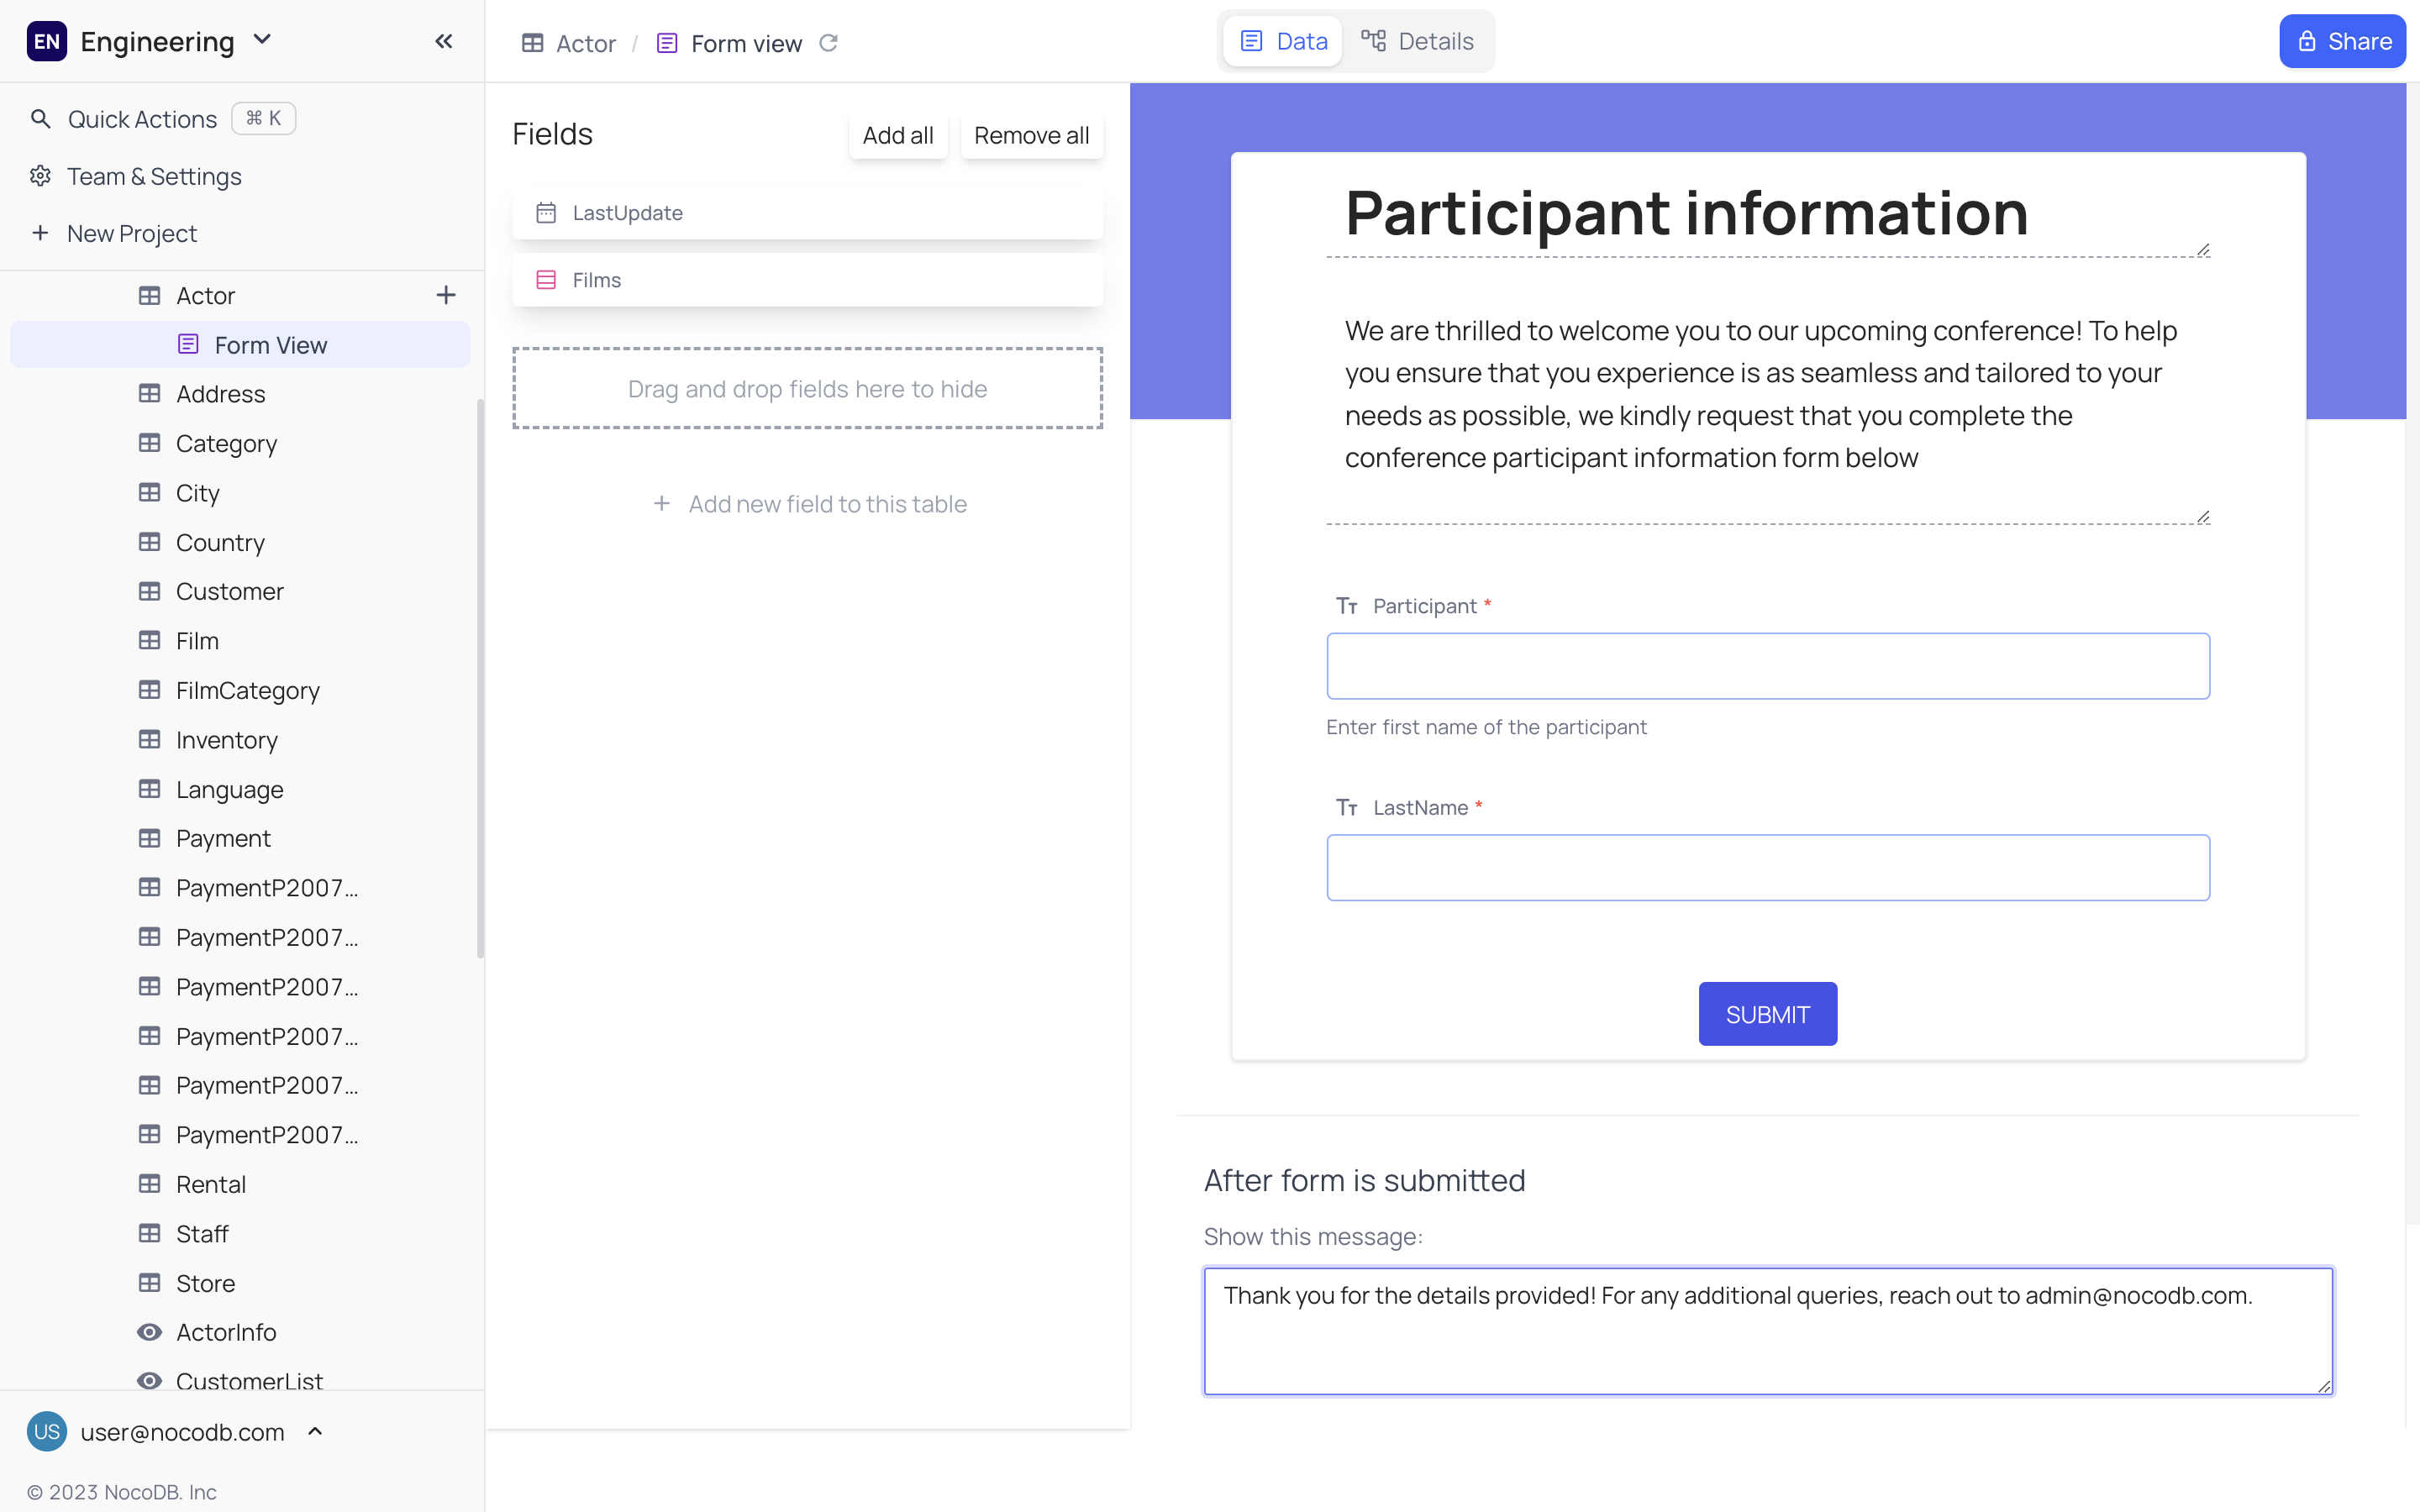 EN Engineering
Quick Actions ⌘ K
Team & Settings
New Project
Actor
Form View
Address
Category
City
Country
Customer
Film
FilmCategory
Inventory
Language
Payment
PaymentP2007...
PaymentP2007...
PaymentP2007...
PaymentP2007...
PaymentP2007...
PaymentP2007...
Rental
Staff
Store
ActorInfo
CustomerList
US user@nocodb.com
© 2023 NocoDB. Inc
Actor / Form view
Data Details
Share
Fields Add all Remove all
LastUpdate
Films
Drag and drop fields here to hide
+ Add new field to this table
Participant information
We are thrilled to welcome you to our upcoming conference! To help
you ensure that you experience is as seamless and tailored to your
needs as possible, we kindly request that you complete the
conference participant information form below
Participant *
Enter first name of the participant
LastName *
SUBMIT
After form is submitted
Show this message:
Thank you for the details provided! For any additional queries, reach out to admin@nocodb.com.